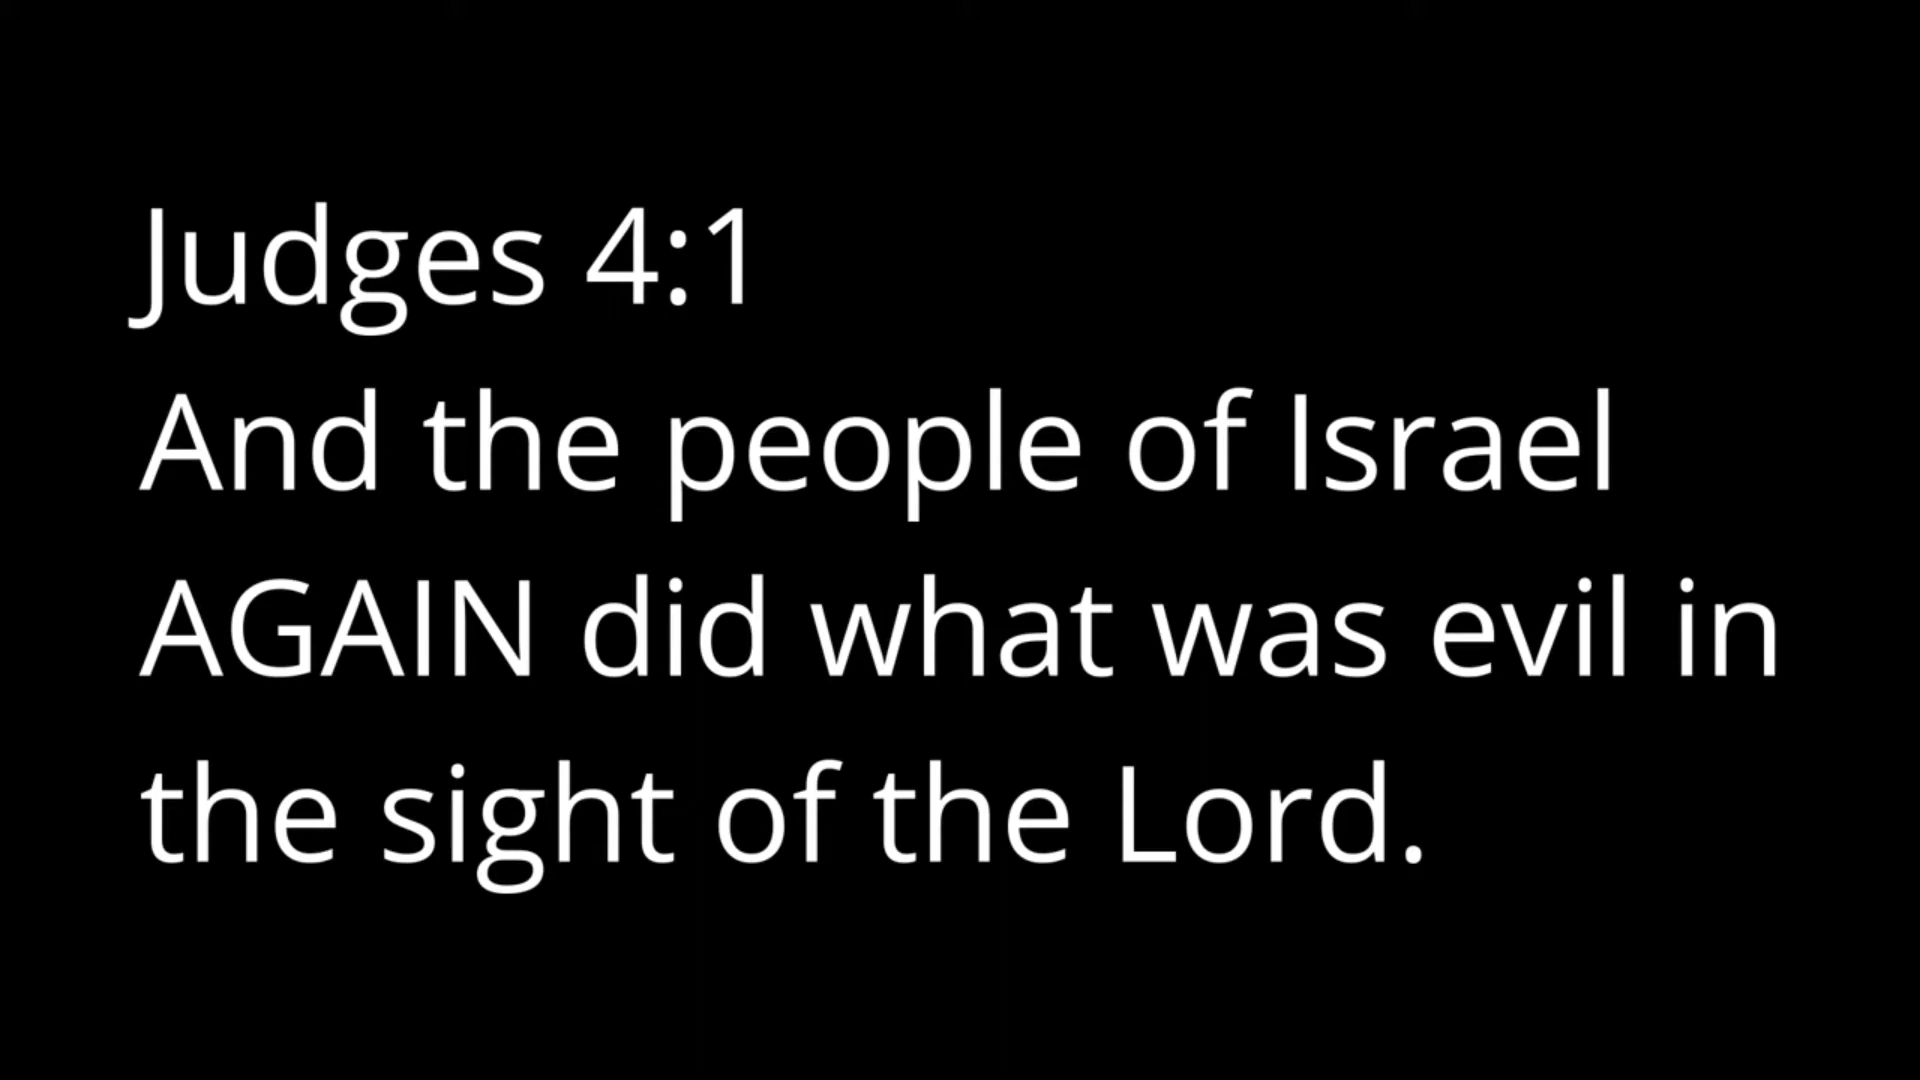 Judges 4:1
And the people of Israel
AGAIN did what was evil in
the sight of the Lord.